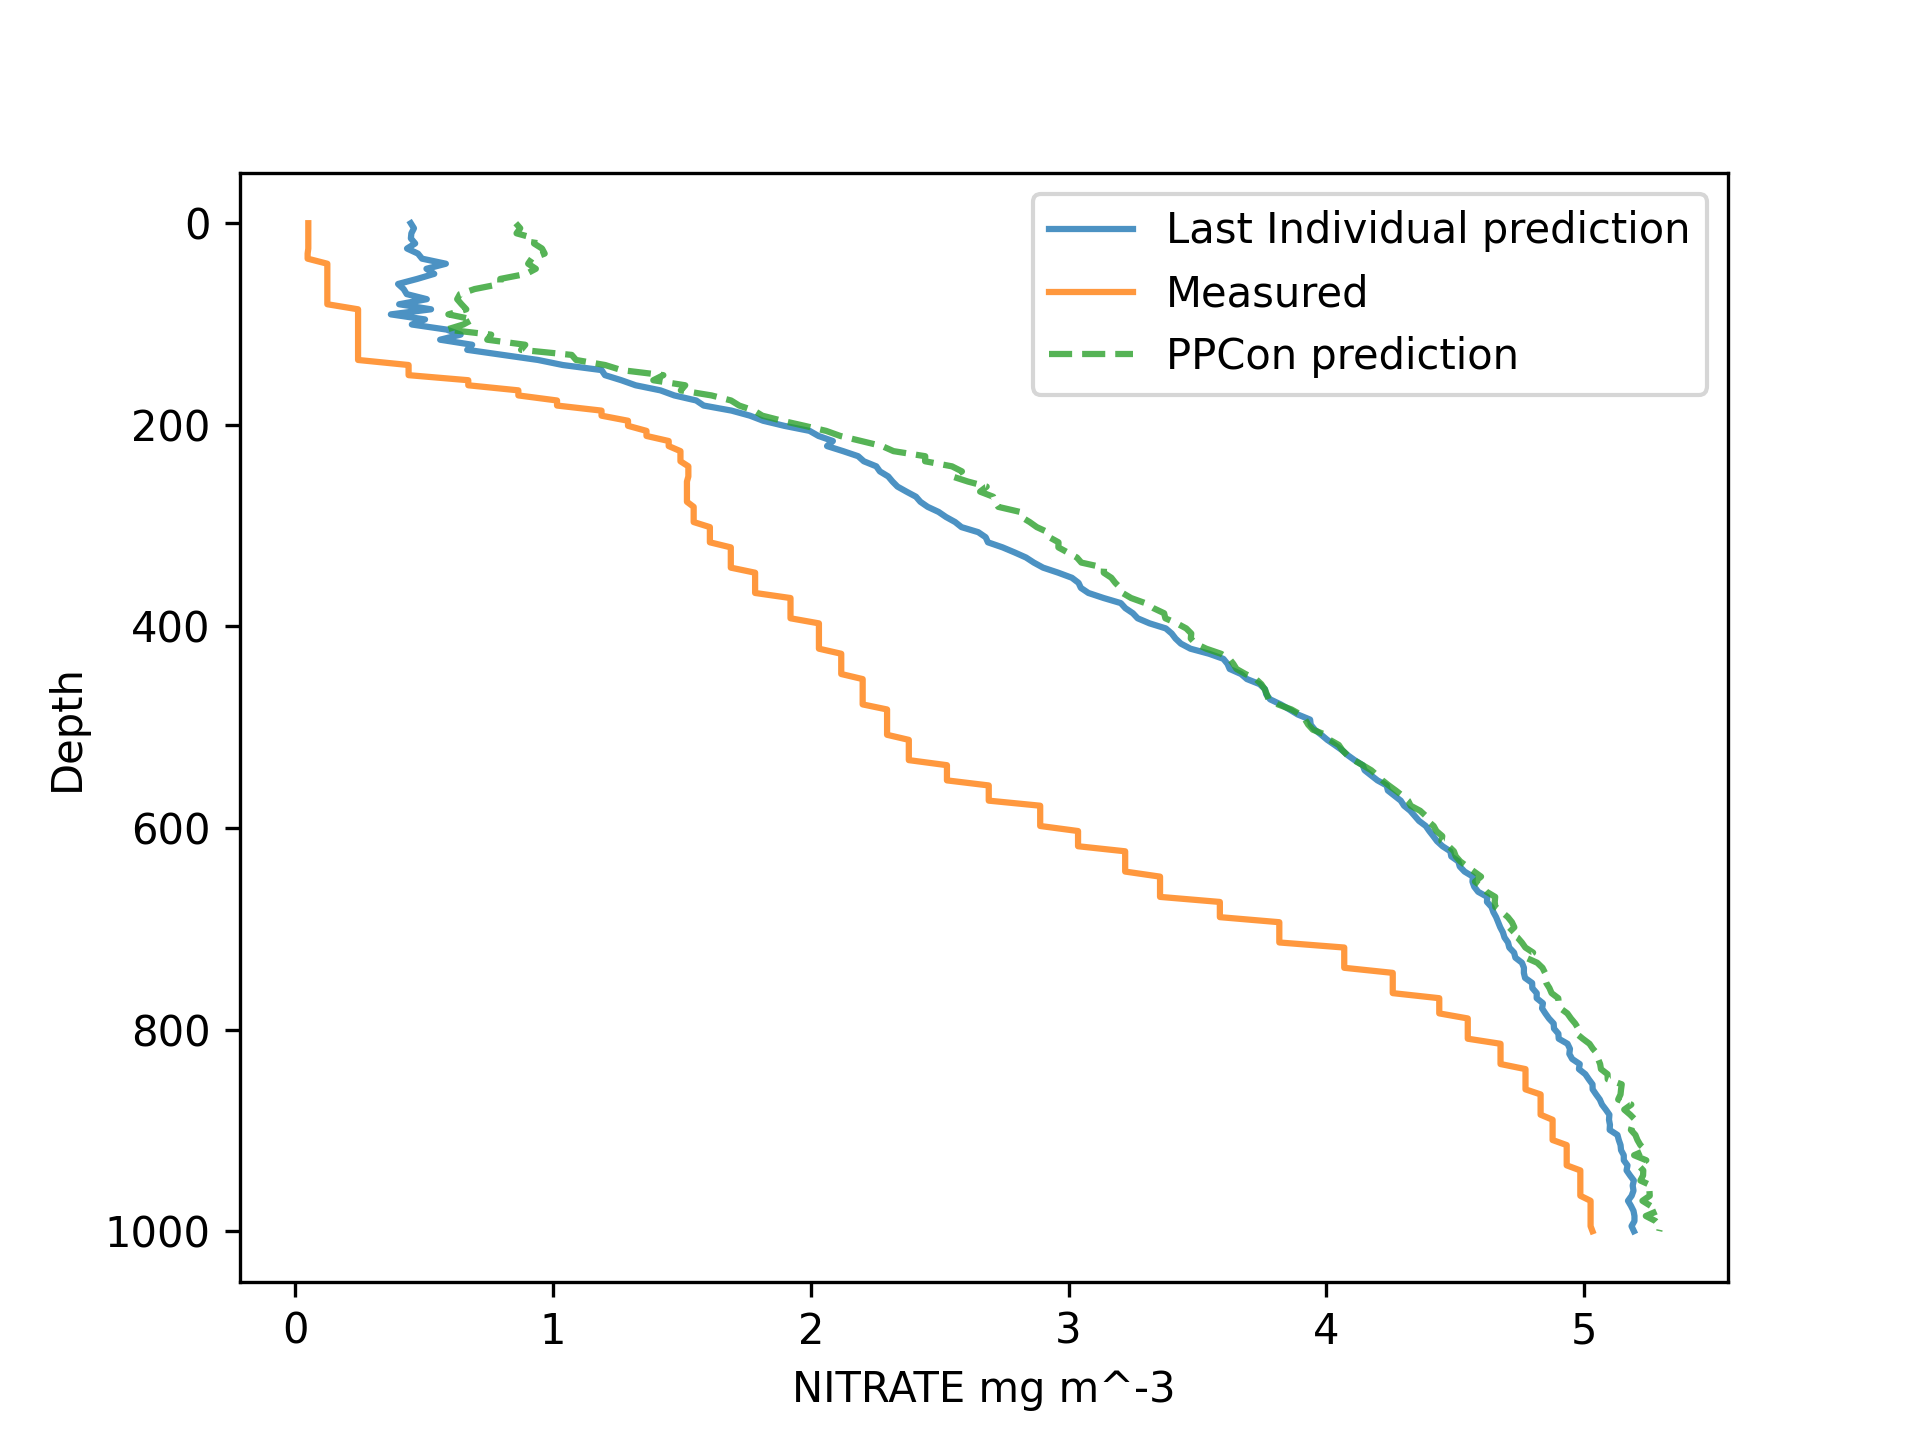 Last Individual prediction
Measured
PPCon prediction
0
200
400
600
800
1000
Depth
0 1 2 3 4 5
NITRATE mg m^-3